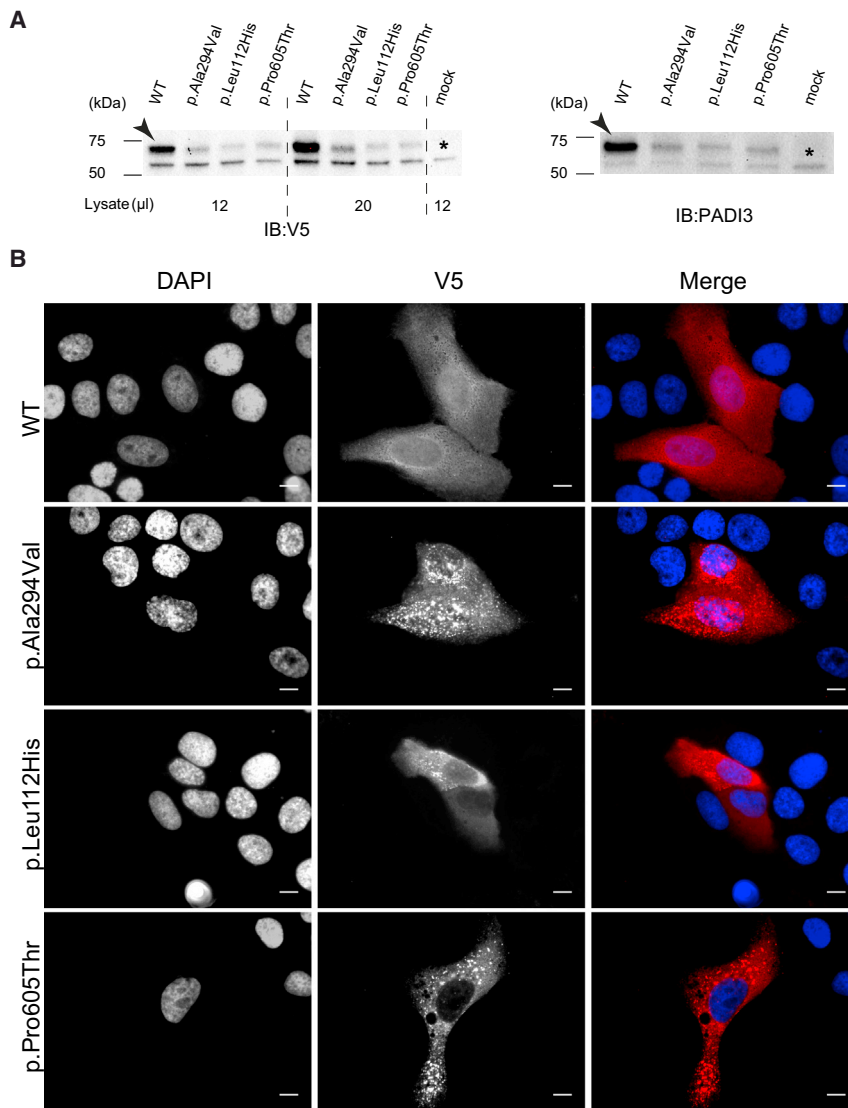 A
WT p.Ala294Val p.Leu112His p.Pro605Thr WT p.Ala294Val p.Leu112His p.Pro605Thr mock
(kDa)
75
*
50
Lysate (µl) 12 20 12
IB:V5
WT p.Ala294Val p.Leu112His p.Pro605Thr mock
(kDa)
75
*
50
IB:PADI3
B
DAPI V5 Merge
WT
p.Ala294Val
p.Leu112His
p.Pro605Thr